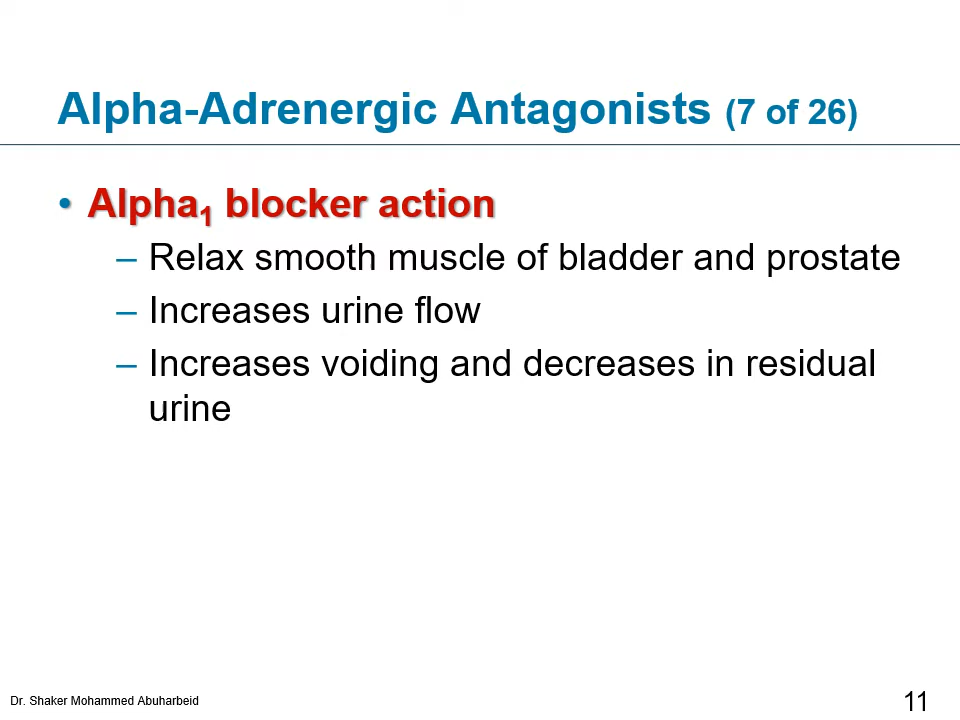 Alpha-Adrenergic Antagonists (7 of 26)
• Alpha₁ blocker action
– Relax smooth muscle of bladder and prostate
– Increases urine flow
– Increases voiding and decreases in residual
urine
Dr. Shaker Mohammed Abuharbeid
11